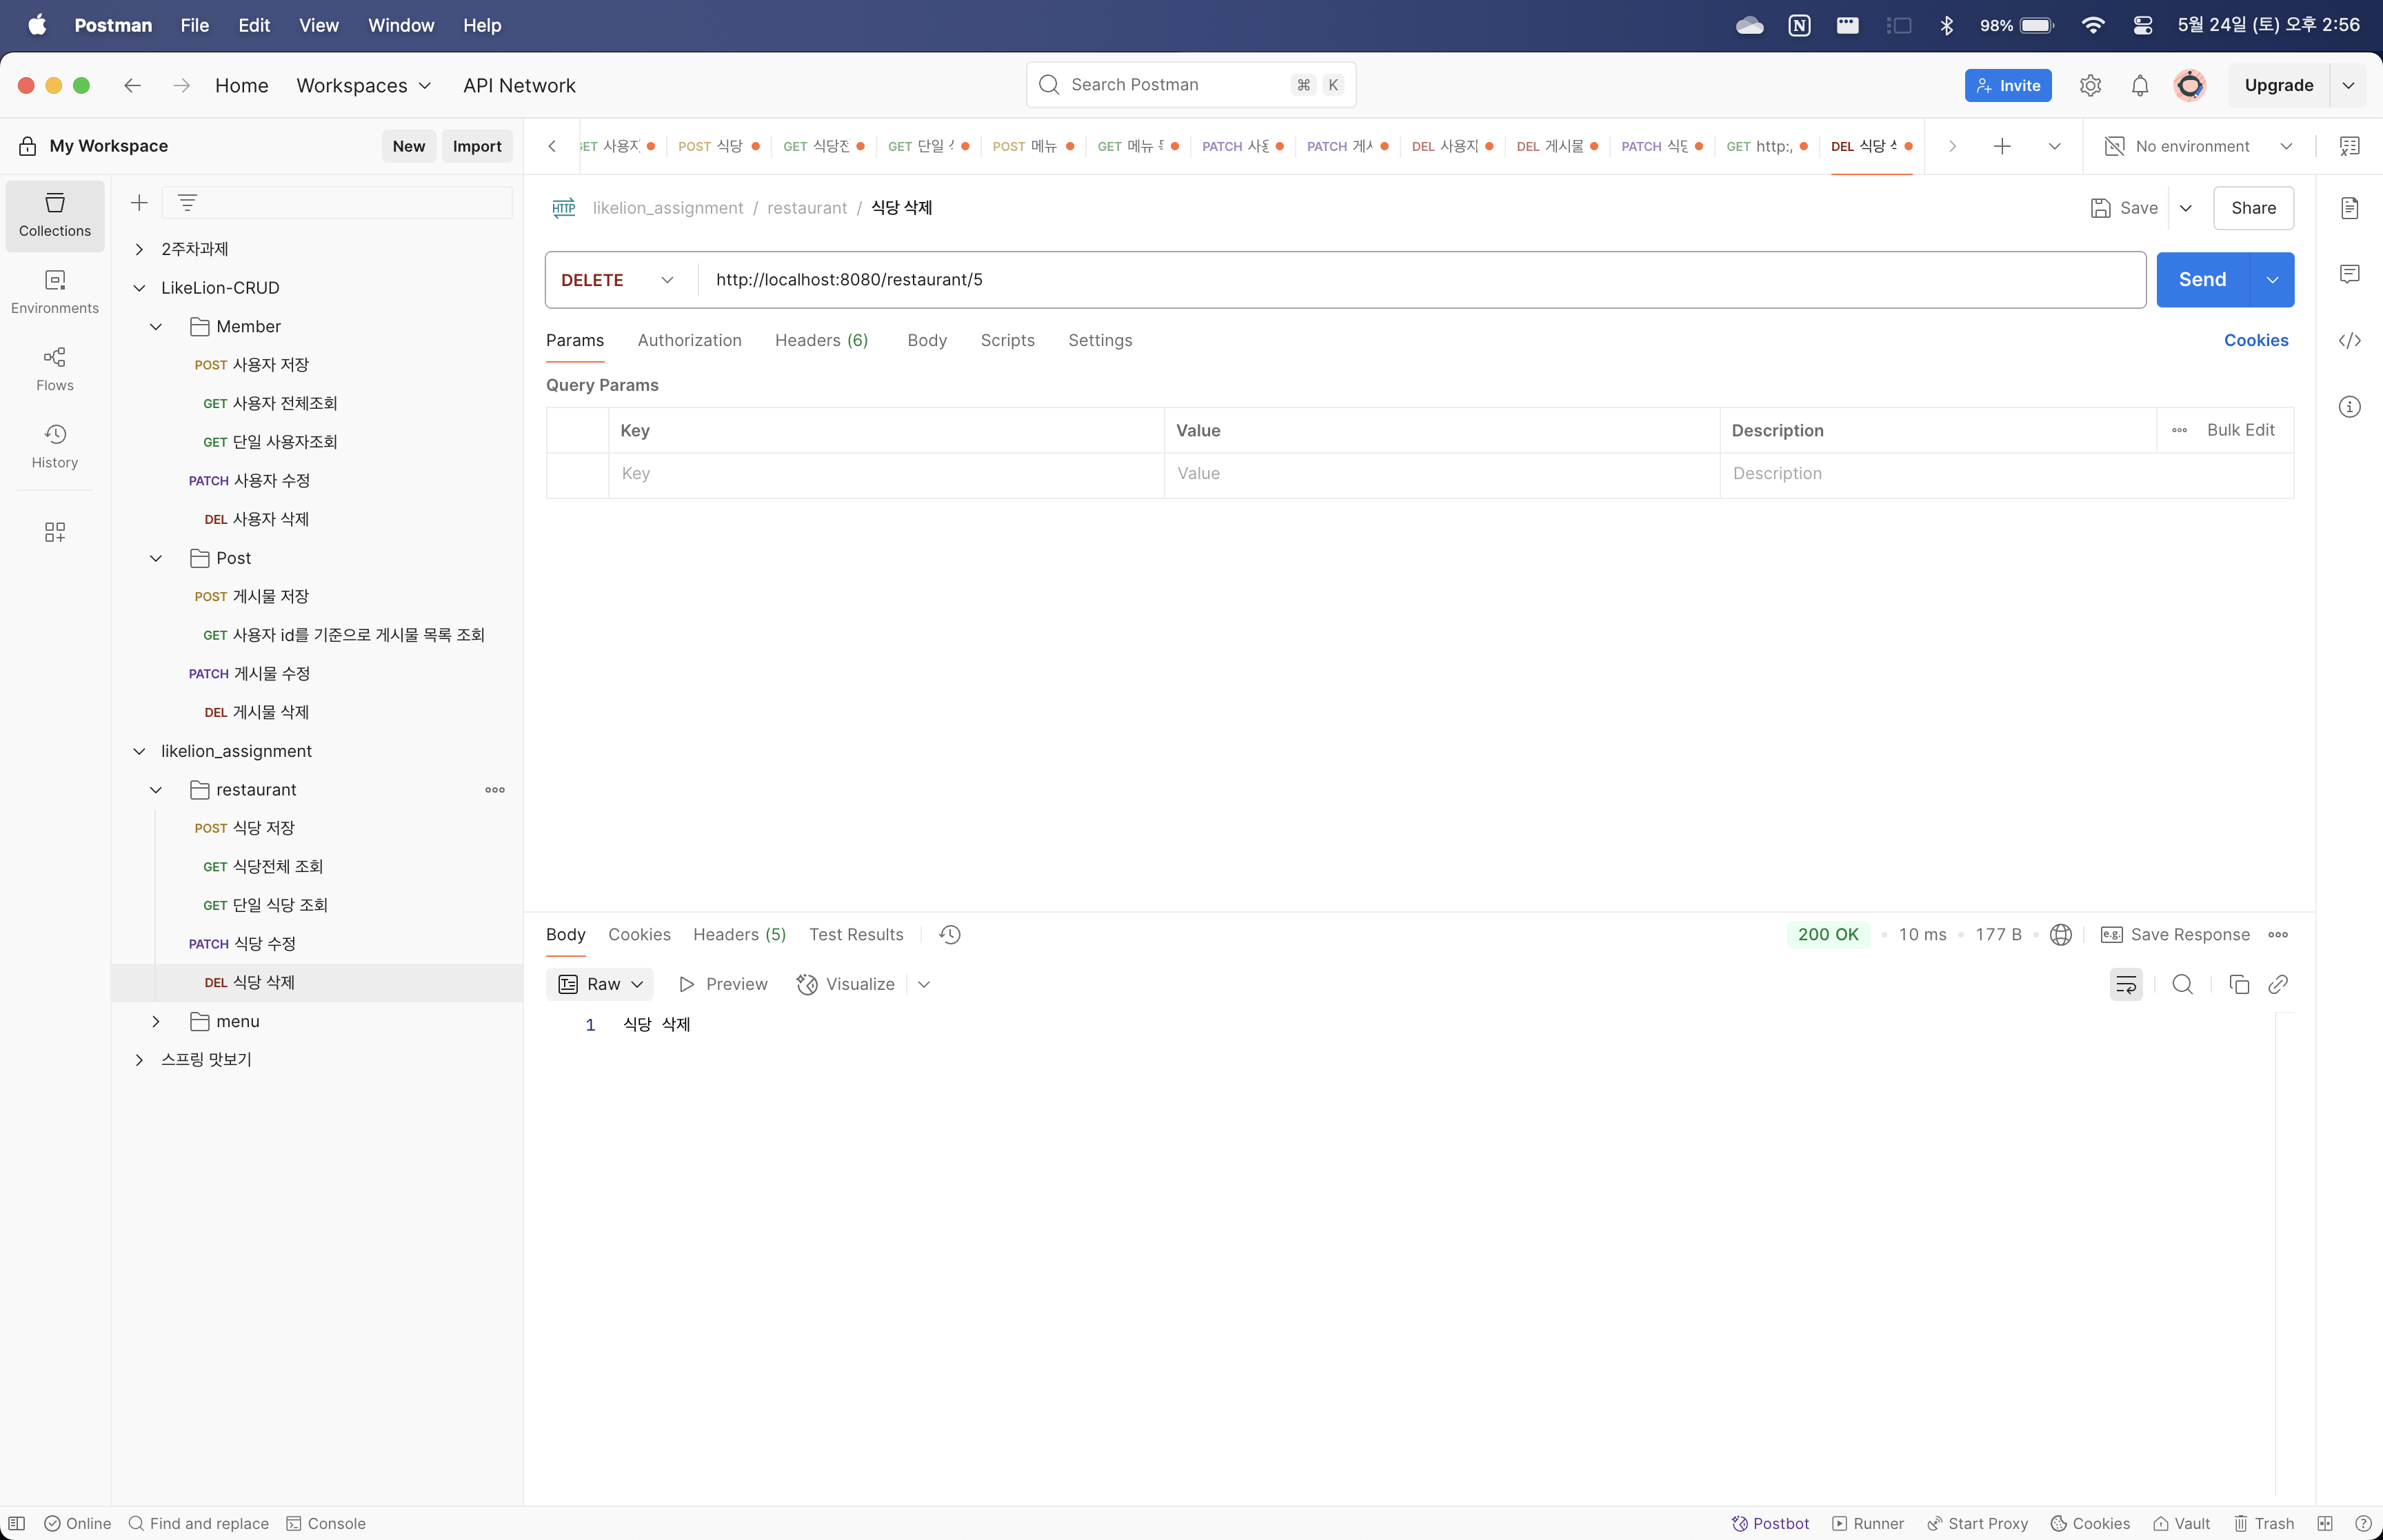 Postman File Edit View Window Help 98% 5월 24일 (토) 오후 2:56
Home Workspaces API Network Search Postman ⌘ K Invite Upgrade
My Workspace New Import
POST 식당 GET 식당전 GET 단일 POST 메뉴 GET 메뉴 PATCH PATCH 게시 DEL 사용자 DEL 게시물 PATCH GET http:/ DEL 식당 No environment
Collections
Environments
Flows
History
2주차과제
LikeLion-CRUD
Member
POST 사용자 저장
GET 사용자 전체조회
GET 단일 사용자조회
PATCH 사용자 수정
DEL 사용자 삭제
Post
POST 게시물 저장
GET 사용자 id를 기준으로 게시물 목록 조회
PATCH 게시물 수정
DEL 게시물 삭제
likelion_assignment
restaurant
POST 식당 저장
GET 식당전체 조회
GET 단일 식당 조회
PATCH 식당 수정
DEL 식당 삭제
menu
스프링 맛보기
HTTP likelion_assignment / restaurant / 식당 삭제 Save Share
DELETE http://localhost:8080/restaurant/5 Send
Params Authorization Headers (6) Body Scripts Settings Cookies
Query Params
Key Value Description Bulk Edit
Key Value Description
Body Cookies Headers (5) Test Results 200 OK 10 ms 177 B e.g. Save Response
Raw Preview Visualize
1 식당 삭제
Online Find and replace Console Postbot Runner Start Proxy Cookies Vault Trash